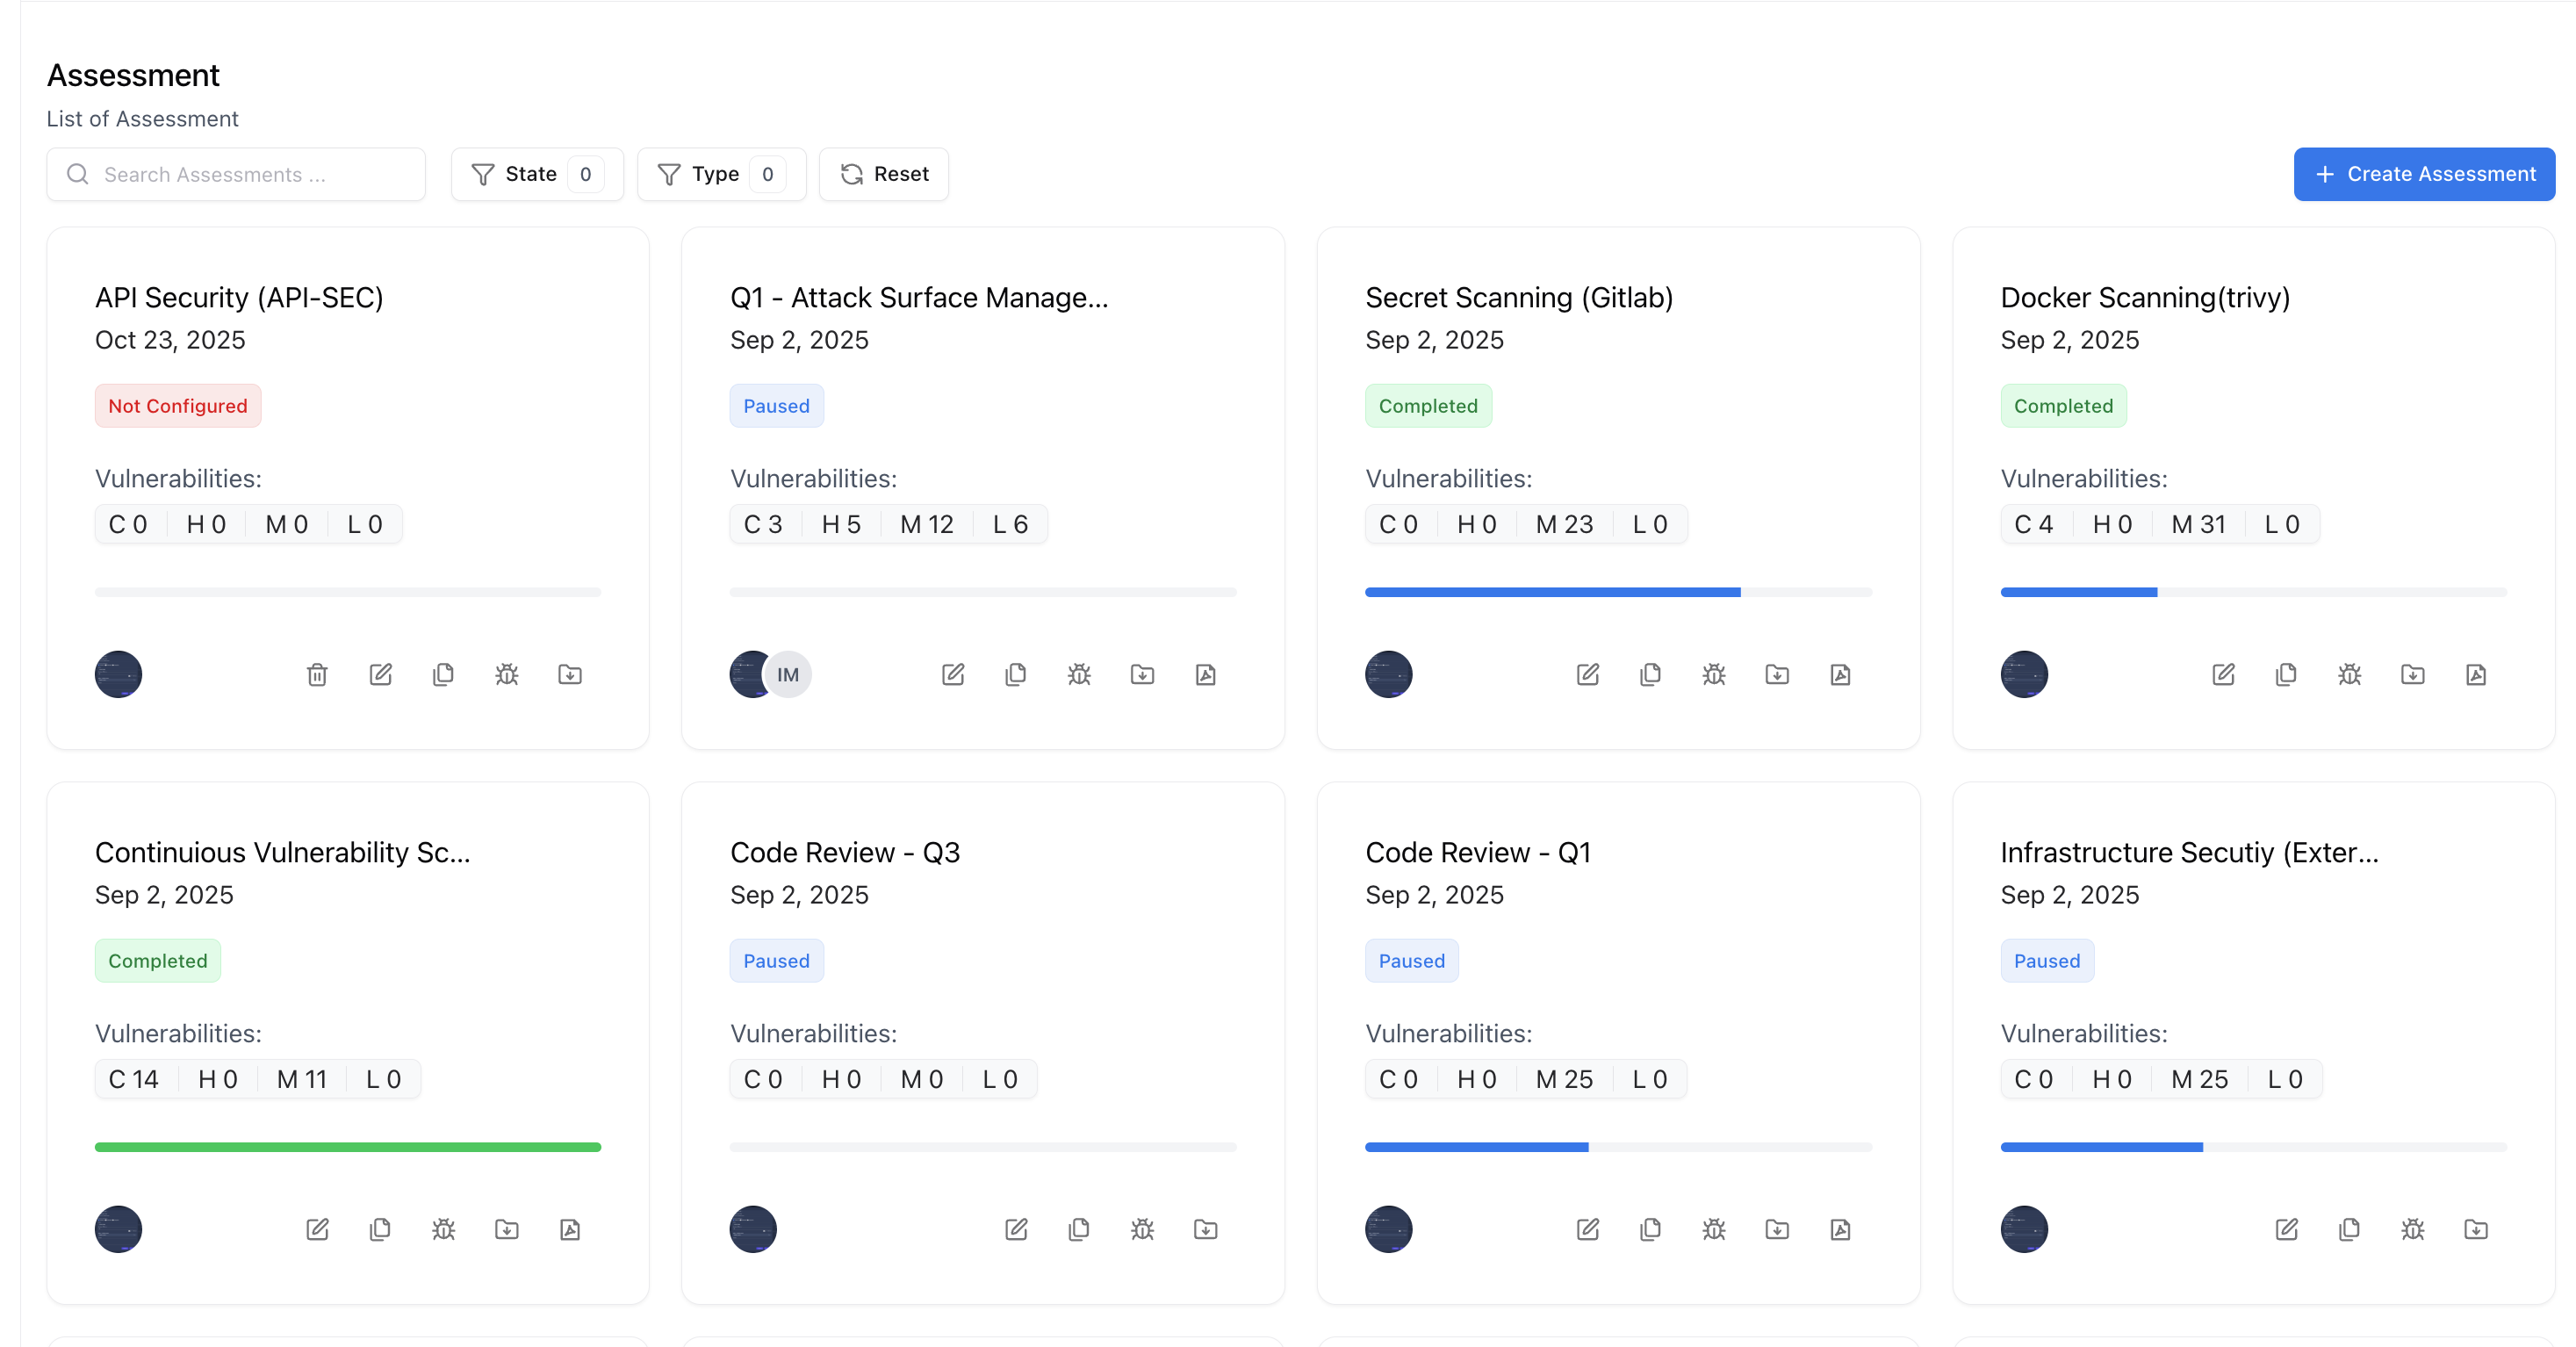 Assessment
List of Assessment
Search Assessments ...
State 0
Type 0
Reset
+ Create Assessment
API Security (API-SEC)
Oct 23, 2025
Not Configured
Vulnerabilities:
C 0 H 0 M 0 L 0
Q1 - Attack Surface Manage...
Sep 2, 2025
Paused
Vulnerabilities:
C 3 H 5 M 12 L 6
IM
Secret Scanning (Gitlab)
Sep 2, 2025
Completed
Vulnerabilities:
C 0 H 0 M 23 L 0
Docker Scanning(trivy)
Sep 2, 2025
Completed
Vulnerabilities:
C 4 H 0 M 31 L 0
Continuious Vulnerability Sc...
Sep 2, 2025
Completed
Vulnerabilities:
C 14 H 0 M 11 L 0
Code Review - Q3
Sep 2, 2025
Paused
Vulnerabilities:
C 0 H 0 M 0 L 0
Code Review - Q1
Sep 2, 2025
Paused
Vulnerabilities:
C 0 H 0 M 25 L 0
Infrastructure Secutiy (Exter...
Sep 2, 2025
Paused
Vulnerabilities:
C 0 H 0 M 25 L 0